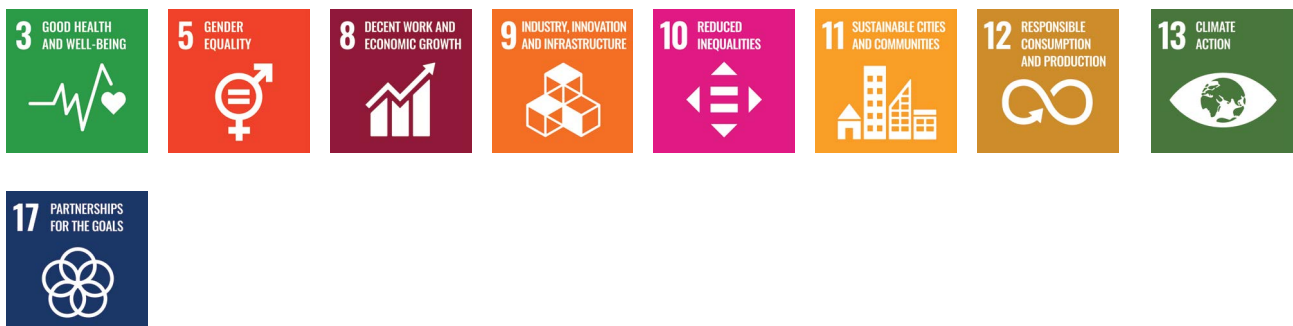 3 GOOD HEALTH
AND WELL-BEING
5 GENDER
EQUALITY
8 DECENT WORK AND
ECONOMIC GROWTH
9 INDUSTRY, INNOVATION
AND INFRASTRUCTURE
10 REDUCED
INEQUALITIES
11 SUSTAINABLE CITIES
AND COMMUNITIES
12 RESPONSIBLE
CONSUMPTION
AND PRODUCTION
13 CLIMATE
ACTION
17 PARTNERSHIPS
FOR THE GOALS